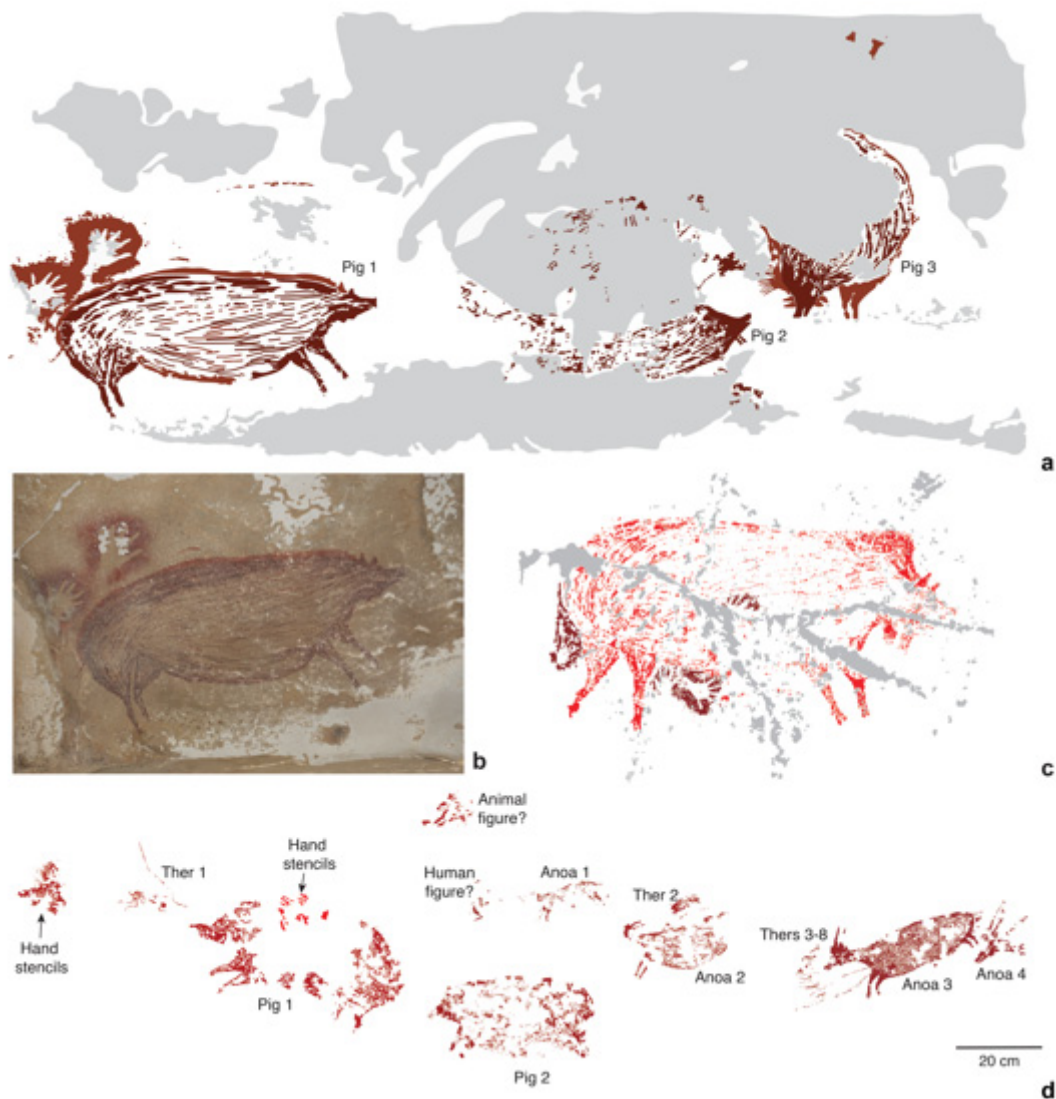 Pig 1
Pig 3
Pig 2
a
b
c
Animal
figure?
Hand
stencils
Ther 1
Human
figure?
Anoa 1
Ther 2
Hand
stencils
Thers 3-8
Anoa 2
Anoa 3
Anoa 4
Pig 1
Pig 2
20 cm
d